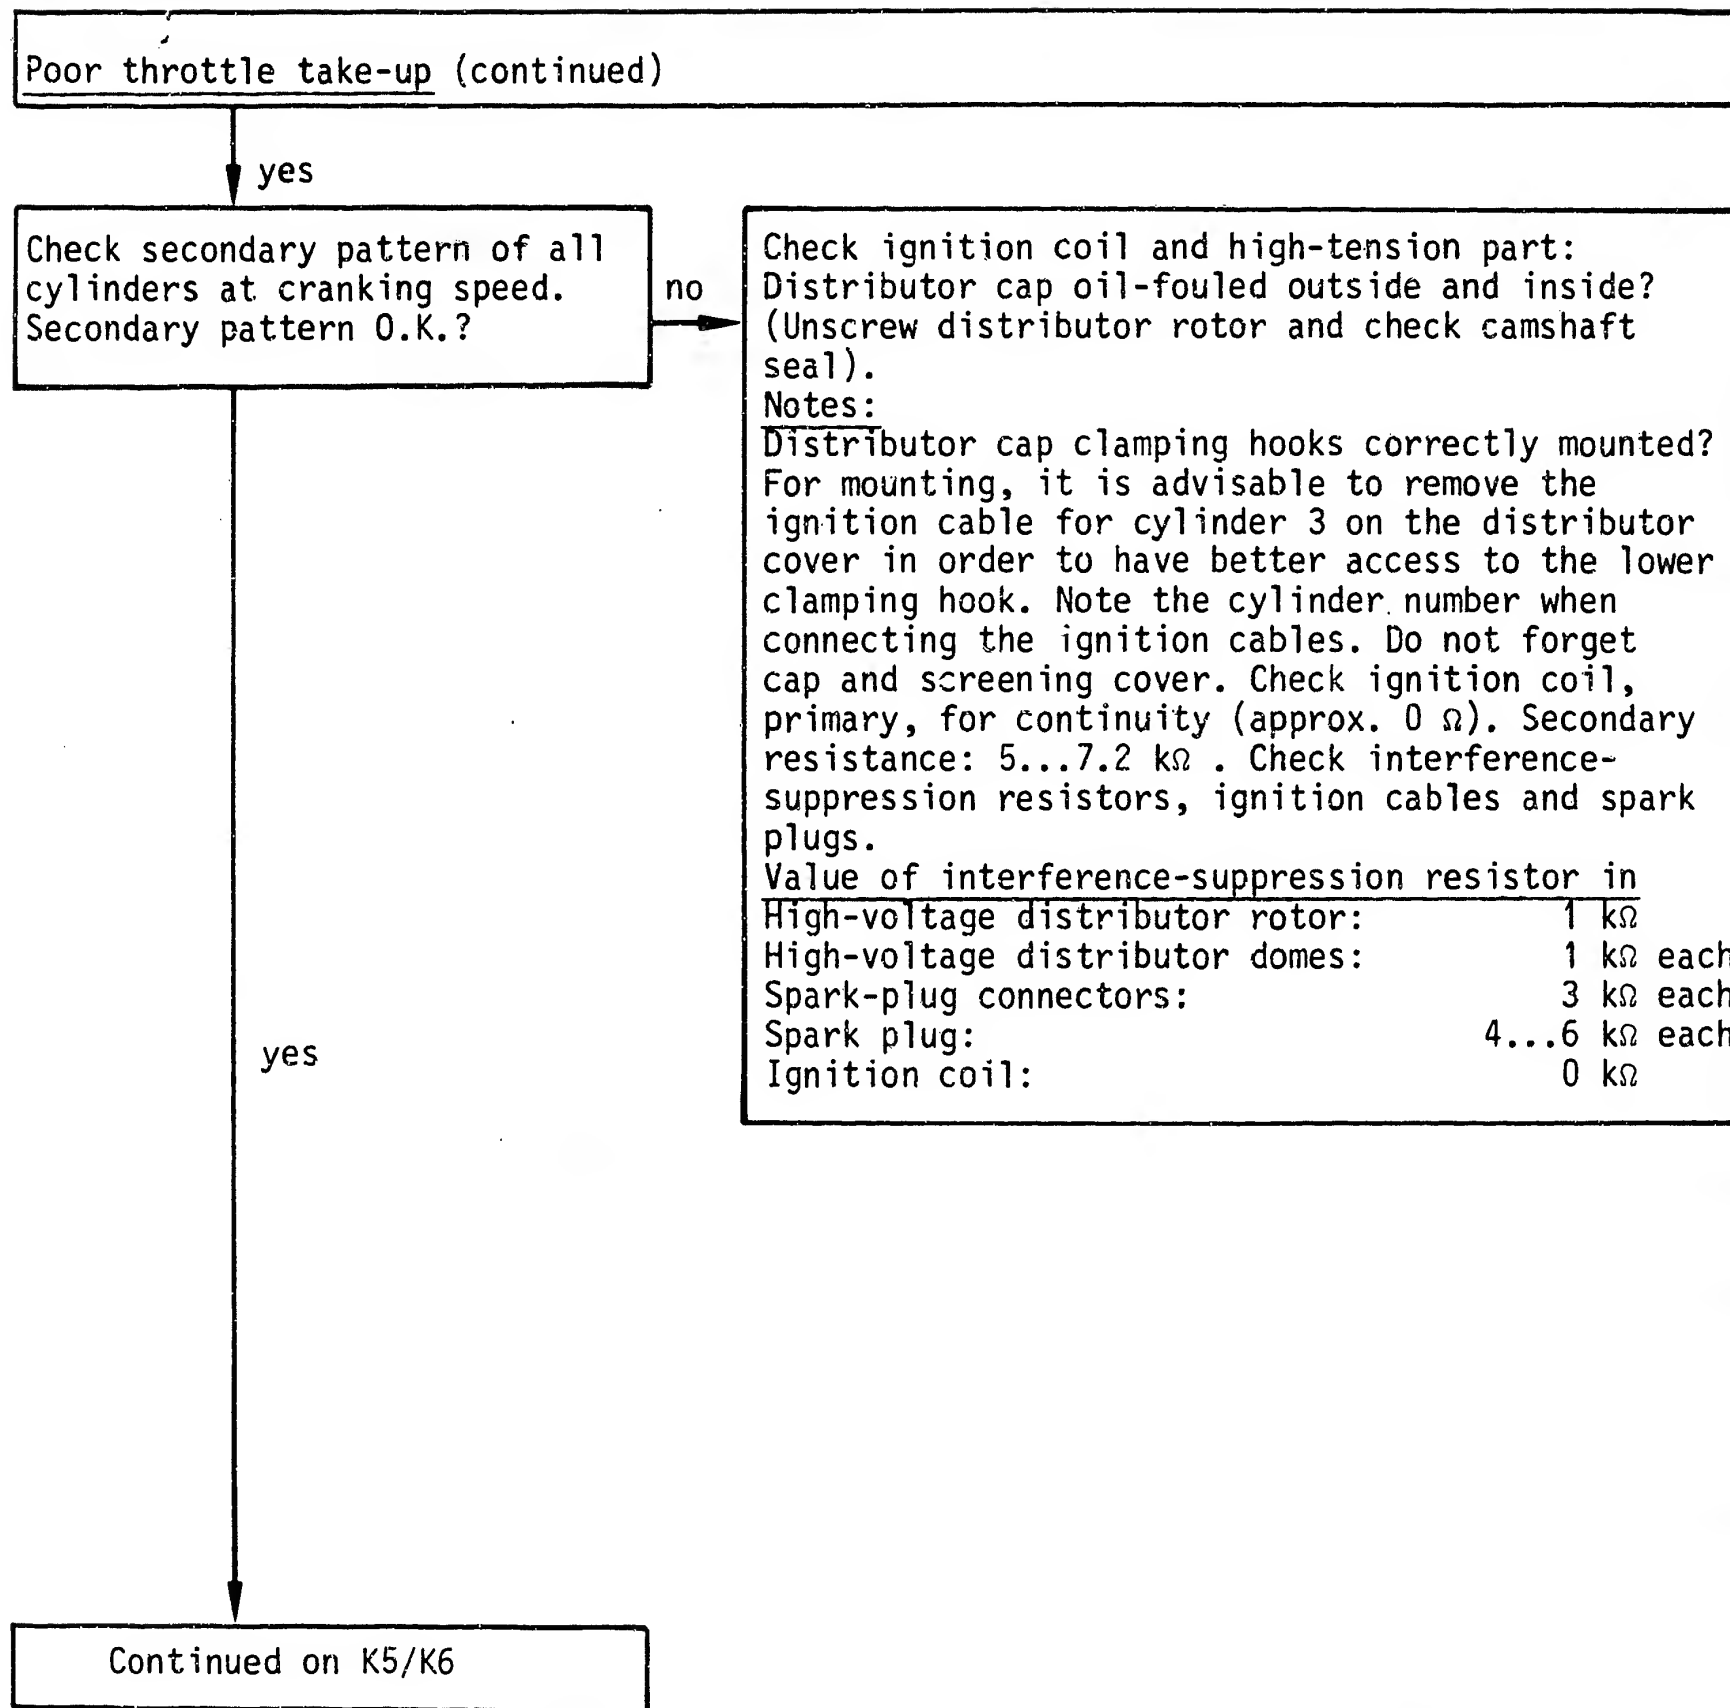 Poor throttle take-up (continued)
yes
Check secondary pattern of all
cylinders at cranking speed.
Secondary pattern O.K.?
no
Check ignition coil and high-tension part:
Distributor cap oil-fouled outside and inside?
(Unscrew distributor rotor and check camshaft
seal).
Notes:
Distributor cap clamping hooks correctly mounted?
For mounting, it is advisable to remove the
ignition cable for cylinder 3 on the distributor
cover in order to have better access to the lower
clamping hook. Note the cylinder number when
connecting the ignition cables. Do not forget
cap and screening cover. Check ignition coil,
primary, for continuity (approx. 0 Ω). Secondary
resistance: 5...7.2 kΩ . Check interference-
suppression resistors, ignition cables and spark
plugs.
Value of interference-suppression resistor in
High-voltage distributor rotor: 1 kΩ
High-voltage distributor domes: 1 kΩ each
Spark-plug connectors: 3 kΩ each
Spark plug: 4...6 kΩ each
Ignition coil: 0 kΩ
yes
Continued on K5/K6